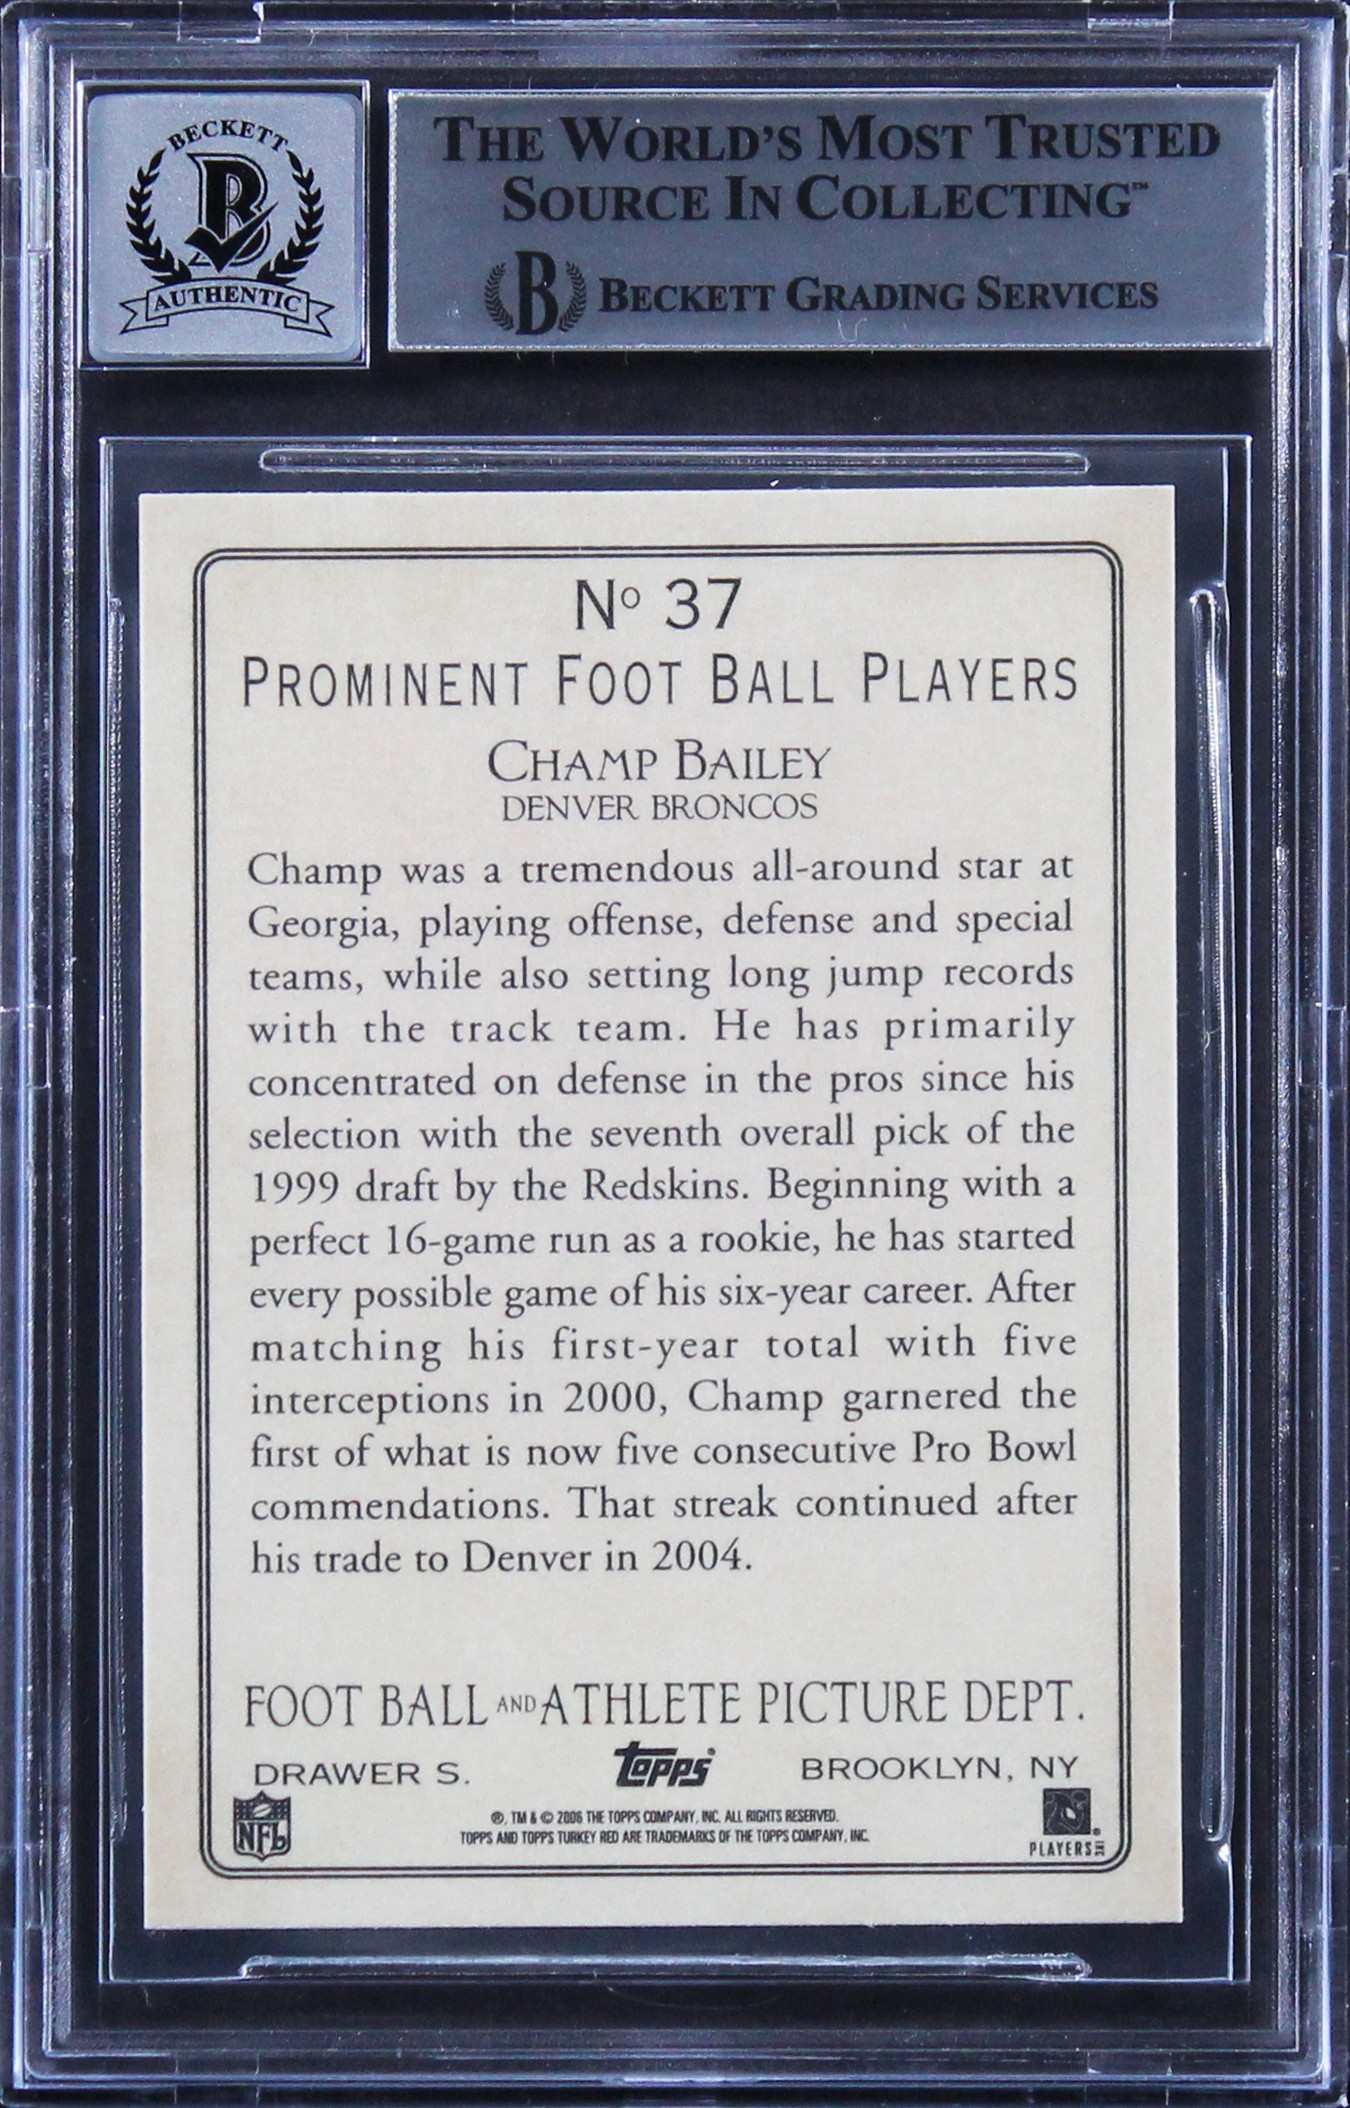 BECKETT
B
AUTHENTIC
THE WORLD'S MOST TRUSTED
SOURCE IN COLLECTING™
B BECKETT GRADING SERVICES
Nº 37
PROMINENT FOOT BALL PLAYERS
CHAMP BAILEY
DENVER BRONCOS
Champ was a tremendous all-around star at
Georgia, playing offense, defense and special
teams, while also setting long jump records
with the track team. He has primarily
concentrated on defense in the pros since his
selection with the seventh overall pick of the
1999 draft by the Redskins. Beginning with a
perfect 16-game run as a rookie, he has started
every possible game of his six-year career. After
matching his first-year total with five
interceptions in 2000, Champ garnered the
first of what is now five consecutive Pro Bowl
commendations. That streak continued after
his trade to Denver in 2004.
FOOT BALL AND ATHLETE PICTURE DEPT.
DRAWER S. Topps BROOKLYN, NY
NFL
®, TM & © 2006 THE TOPPS COMPANY, INC. ALL RIGHTS RESERVED.
TOPPS AND TOPPS TURKEY RED ARE TRADEMARKS OF THE TOPPS COMPANY, INC.
PLAYERS INC